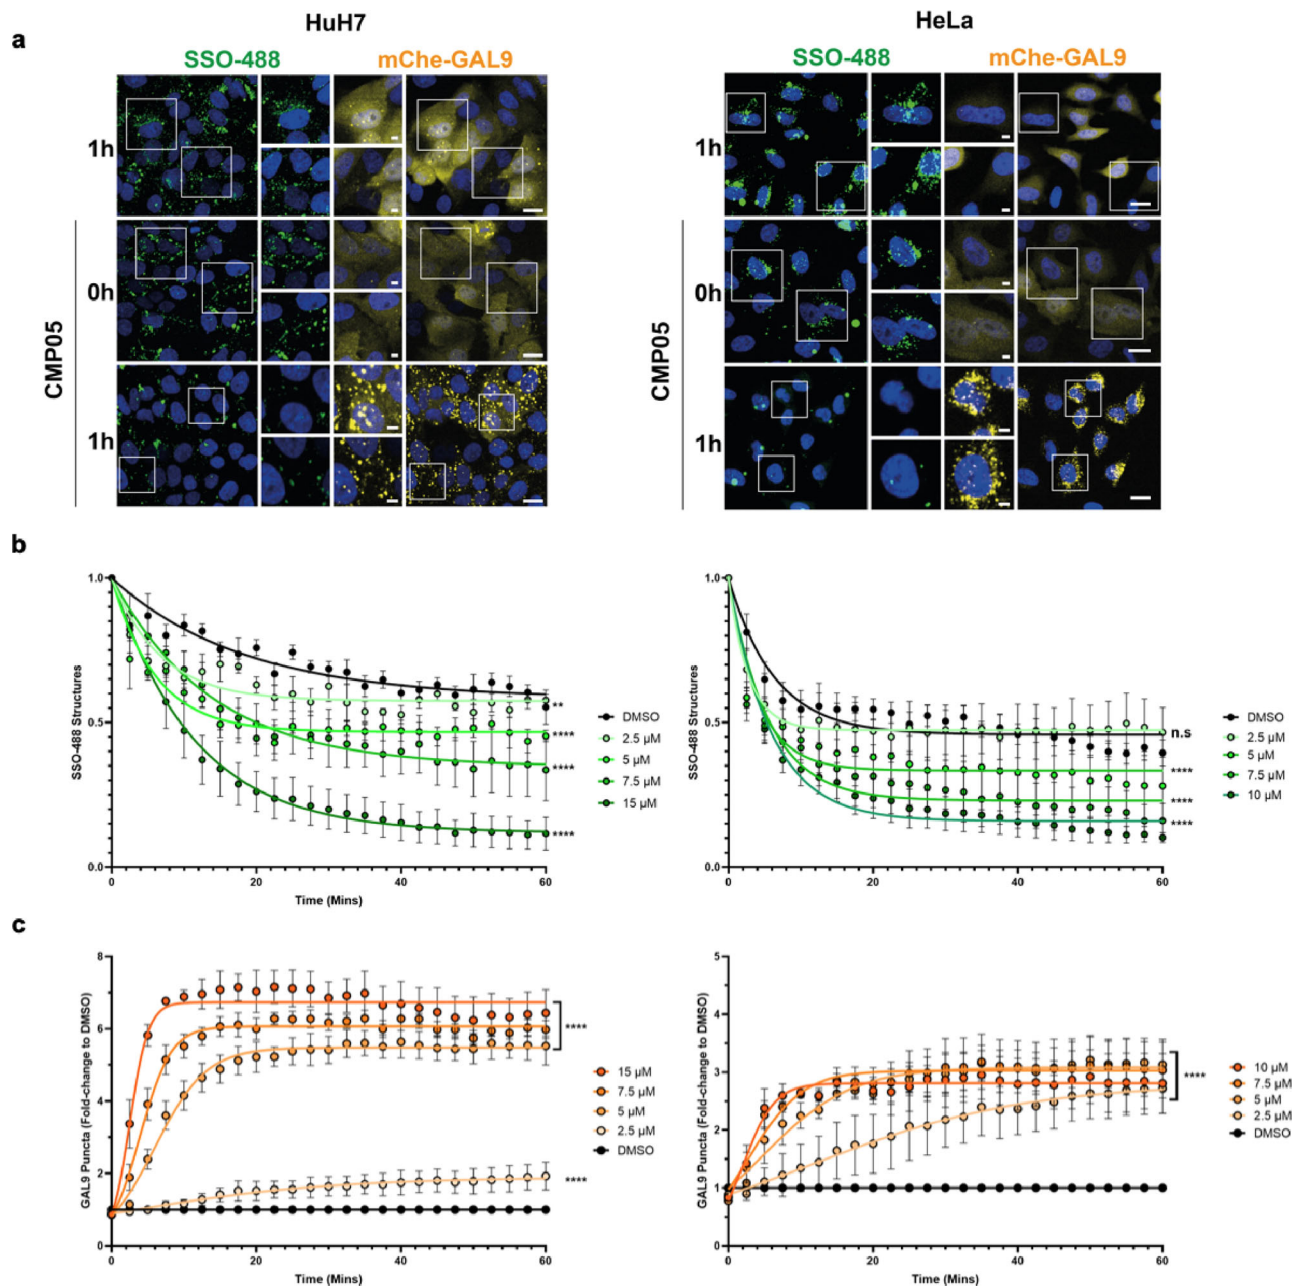 HuH7
HeLa
a
SSO-488
mChe-GAL9
SSO-488
mChe-GAL9
1h
1h
0h
0h
CMP05
CMP05
1h
1h
b
1.0
0.5
0.0
SSO-488 Structures
0
20
40
60
Time (Mins)
**
****
****
****
DMSO
2.5 µM
5 µM
7.5 µM
15 µM
1.0
0.5
0.0
SSO-488 Structures
0
20
40
60
n.s
****
****
****
DMSO
2.5 µM
5 µM
7.5 µM
10 µM
c
8
6
4
2
0
GAL9 Puncta (Fold-change to DMSO)
0
20
40
60
Time (Mins)
****
****
15 µM
7.5 µM
5 µM
2.5 µM
DMSO
5
4
3
2
1
0
GAL9 Puncta (Fold-change to DMSO)
0
20
40
60
Time (Mins)
****
10 µM
7.5 µM
5 µM
2.5 µM
DMSO